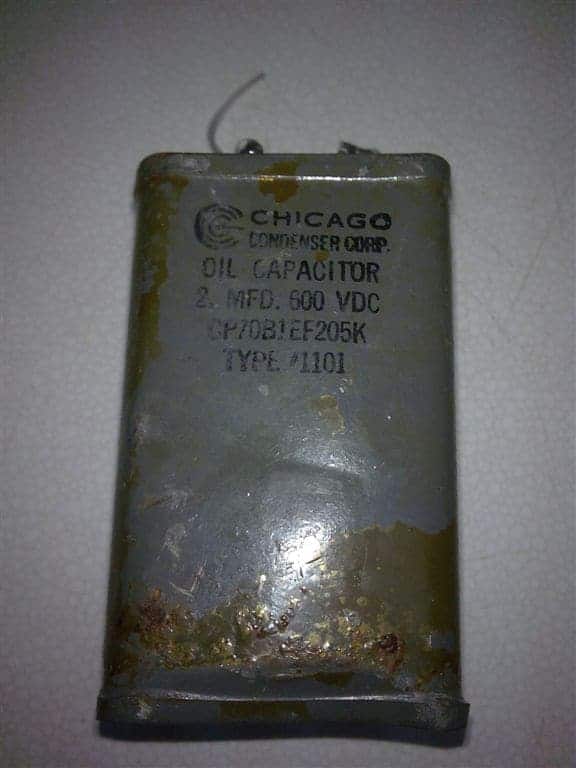 CHICAGO
CONDENSER CORP.
OIL CAPACITOR
2. MFD. 600 VDC
CP70B1EF205K
TYPE #1101